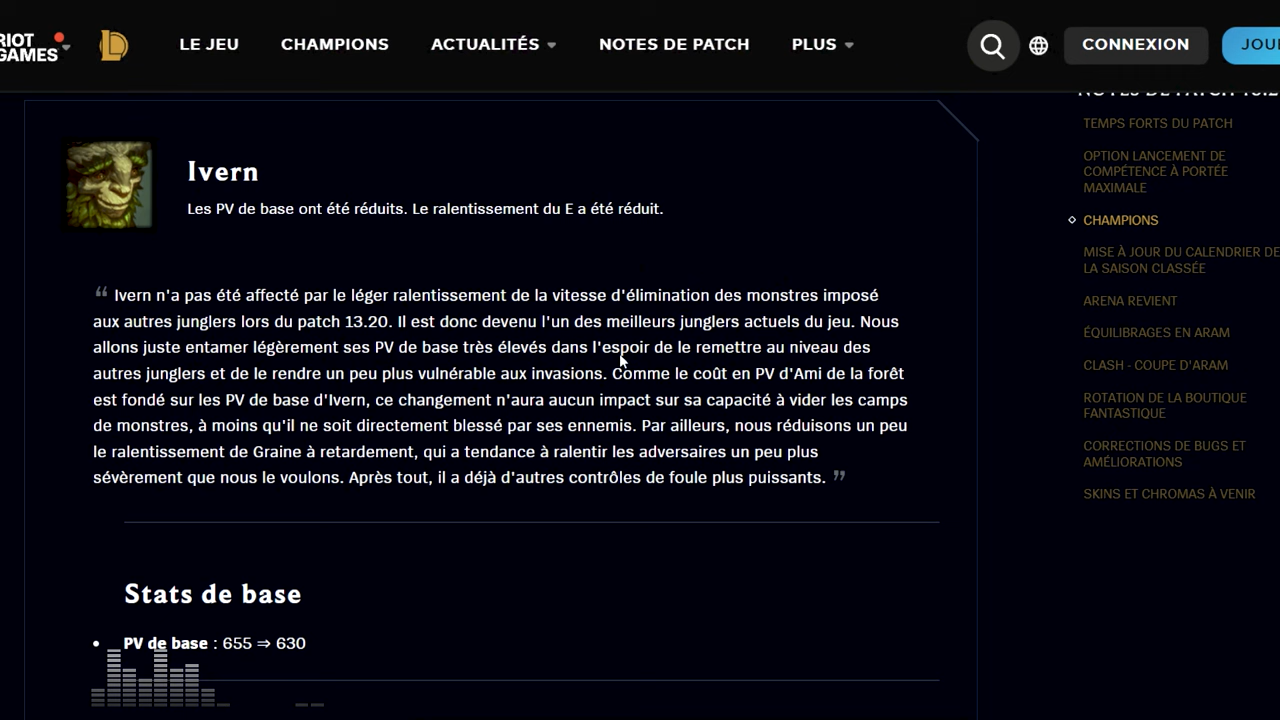 RIOT
GAMES
LE JEU
CHAMPIONS
ACTUALITÉS
NOTES DE PATCH
PLUS
CONNEXION
JOU
Ivern
Les PV de base ont été réduits. Le ralentissement du E a été réduit.
“ Ivern n'a pas été affecté par le léger ralentissement de la vitesse d'élimination des monstres imposé
aux autres junglers lors du patch 13.20. Il est donc devenu l'un des meilleurs junglers actuels du jeu. Nous
allons juste entamer légèrement ses PV de base très élevés dans l'espoir de le remettre au niveau des
autres junglers et de le rendre un peu plus vulnérable aux invasions. Comme le coût en PV d'Ami de la forêt
est fondé sur les PV de base d'Ivern, ce changement n'aura aucun impact sur sa capacité à vider les camps
de monstres, à moins qu'il ne soit directement blessé par ses ennemis. Par ailleurs, nous réduisons un peu
le ralentissement de Graine à retardement, qui a tendance à ralentir les adversaires un peu plus
sévèrement que nous le voulons. Après tout, il a déjà d'autres contrôles de foule plus puissants. ”
Stats de base
• PV de base : 655 ⇒ 630
NOTES DE PATCH 13.2
TEMPS FORTS DU PATCH
OPTION LANCEMENT DE
COMPÉTENCE À PORTÉE
MAXIMALE
CHAMPIONS
MISE À JOUR DU CALENDRIER DE
LA SAISON CLASSÉE
ARENA REVIENT
ÉQUILIBRAGES EN ARAM
CLASH - COUPE D'ARAM
ROTATION DE LA BOUTIQUE
FANTASTIQUE
CORRECTIONS DE BUGS ET
AMÉLIORATIONS
SKINS ET CHROMAS À VENIR